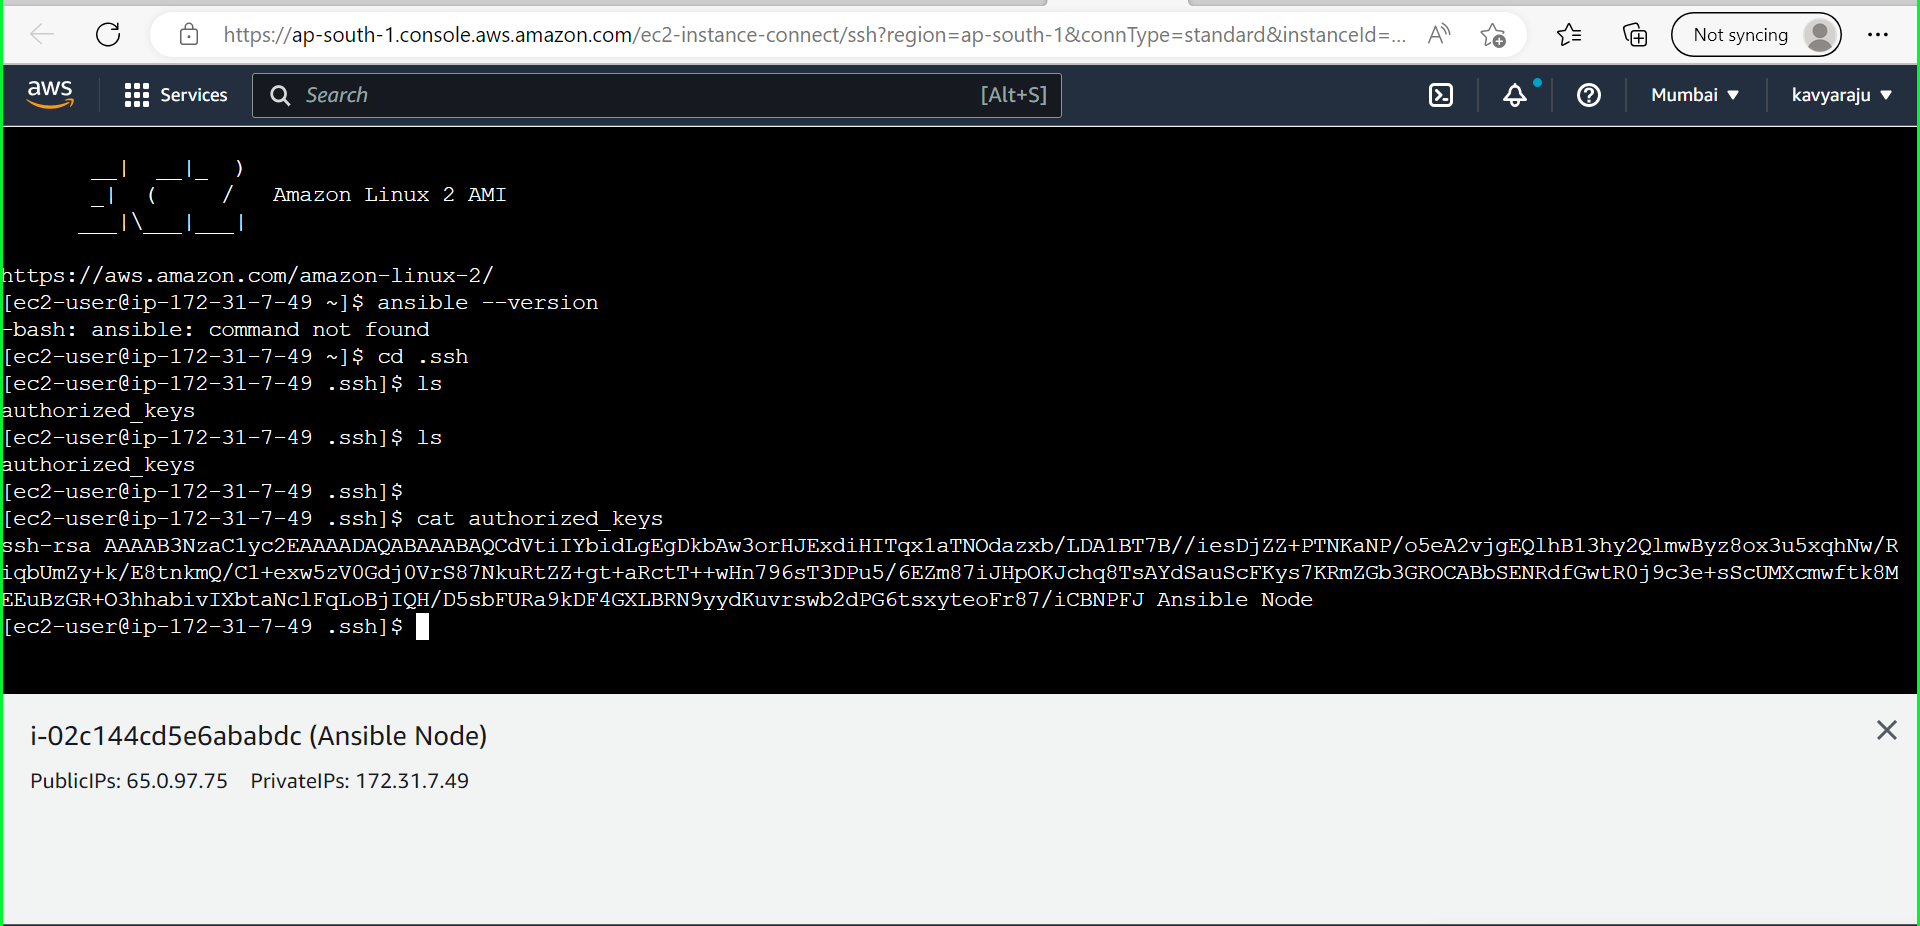 https://ap-south-1.console.aws.amazon.com/ec2-instance-connect/ssh?region=ap-south-1&connType=standard&instanceId=...
Not syncing
aws
Services
Search
[Alt+S]
Mumbai
kavyaraju
__|  __|_  )
_|  (     /   Amazon Linux 2 AMI
___|\___|___|
https://aws.amazon.com/amazon-linux-2/
[ec2-user@ip-172-31-7-49 ~]$ ansible --version
-bash: ansible: command not found
[ec2-user@ip-172-31-7-49 ~]$ cd .ssh
[ec2-user@ip-172-31-7-49 .ssh]$ ls
authorized_keys
[ec2-user@ip-172-31-7-49 .ssh]$ ls
authorized_keys
[ec2-user@ip-172-31-7-49 .ssh]$
[ec2-user@ip-172-31-7-49 .ssh]$ cat authorized_keys
ssh-rsa AAAAB3NzaC1yc2EAAAADAQABAAABAQCdVtiIYbidLgEgDkbAw3orHJExdiHITqx1aTNOdazxb/LDA1BT7B//iesDjZZ+PTNKaNP/o5eA2vjgEQlhB13hy2QlmwByz8ox3u5xqhNw/R
iqbUmZy+k/E8tnkmQ/C1+exw5zV0Gdj0VrS87NkuRtZZ+gt+aRctT++wHn796sT3DPu5/6EZm87iJHpOKJchq8TsAYdSauScFKys7KRmZGb3GROCABbSENRdfGwtR0j9c3e+sScUMXcmwftk8M
EEuBzGR+O3hhabivIXbtaNclFqLoBjIQH/D5sbFURa9kDF4GXLBRN9yydKuvrswb2dPG6tsxyteoFr87/iCBNPFJ Ansible Node
[ec2-user@ip-172-31-7-49 .ssh]$
i-02c144cd5e6ababdc (Ansible Node)
PublicIPs: 65.0.97.75 PrivateIPs: 172.31.7.49